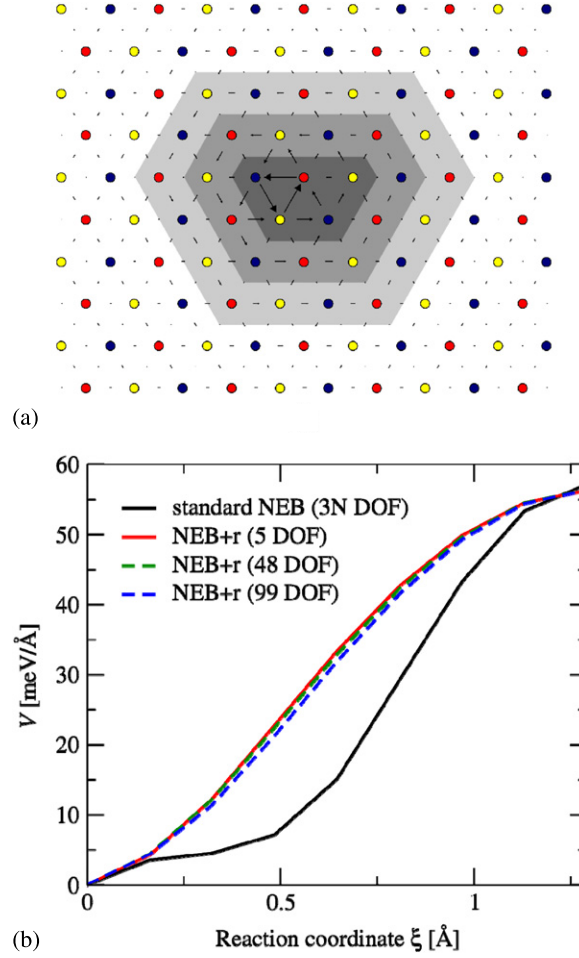 (a)
60
50
40
30
20
10
0
V [meV/Å]
standard NEB (3N DOF)
NEB+r (5 DOF)
NEB+r (48 DOF)
NEB+r (99 DOF)
0 0.5 1
(b) Reaction coordinate ξ [Å]